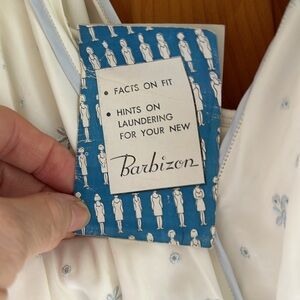 • FACTS ON FIT
• HINTS ON
LAUNDERING
FOR YOUR NEW
Barbizon